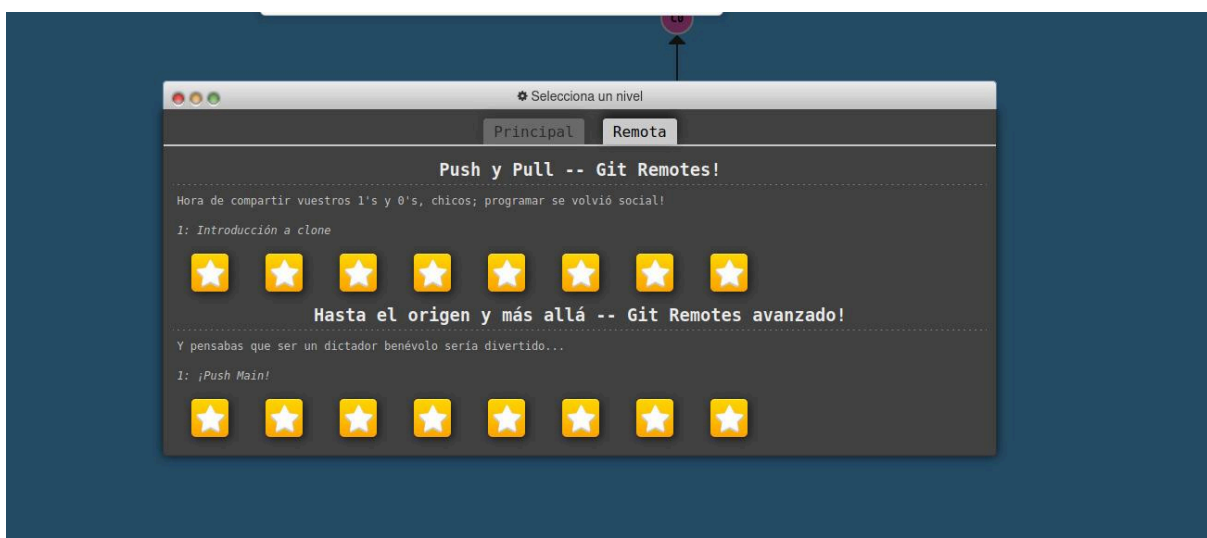 C0
Selecciona un nivel
Principal Remota
Push y Pull -- Git Remotes!
Hora de compartir vuestros 1's y 0's, chicos; programar se volvió social!
1: Introducción a clone
Hasta el origen y más allá -- Git Remotes avanzado!
Y pensabas que ser un dictador benévolo sería divertido...
1: ¡Push Main!